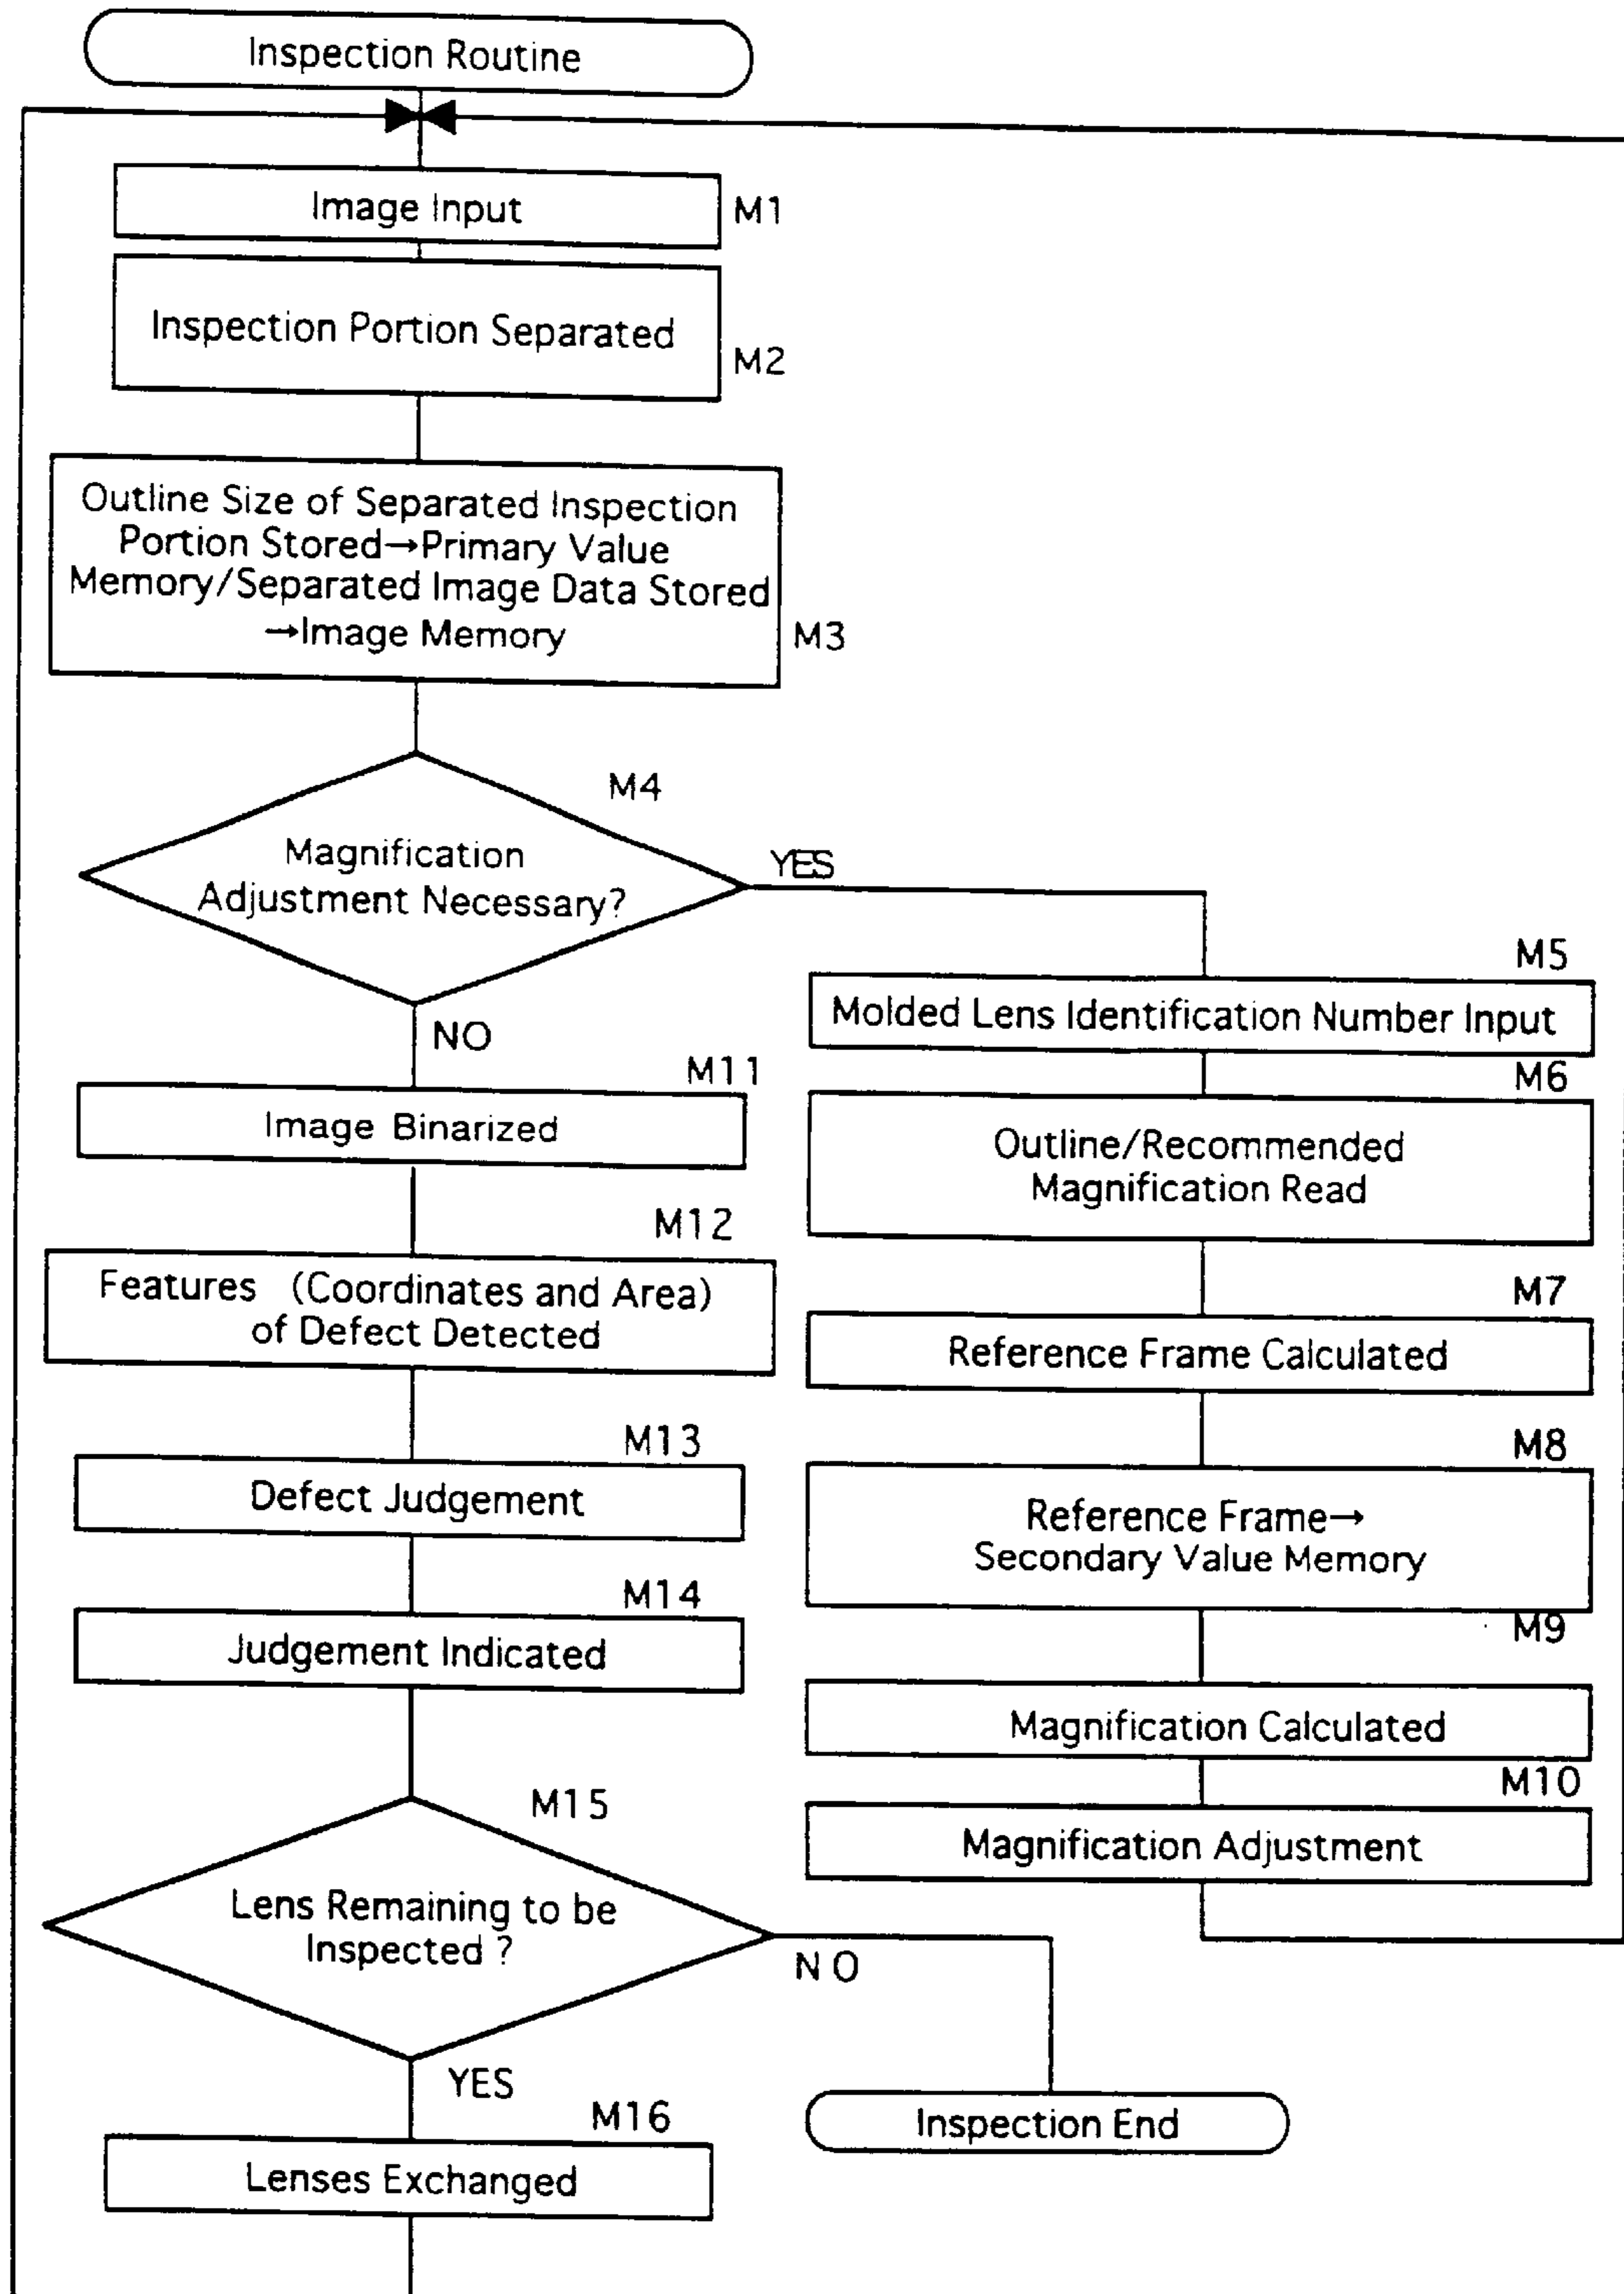 Inspection Routine
Image Input
M1
Inspection Portion Separated
M2
Outline Size of Separated Inspection
Portion Stored→Primary Value
Memory/Separated Image Data Stored
→Image Memory
M3
M4
Magnification
Adjustment Necessary?
YES
NO
M5
Molded Lens Identification Number Input
M6
Outline/Recommended
Magnification Read
M7
Reference Frame Calculated
M8
Reference Frame→
Secondary Value Memory
M9
Magnification Calculated
M10
Magnification Adjustment
M11
Image Binarized
M12
Features (Coordinates and Area)
of Defect Detected
M13
Defect Judgement
M14
Judgement Indicated
M15
Lens Remaining to be
Inspected ?
NO
YES
Inspection End
M16
Lenses Exchanged